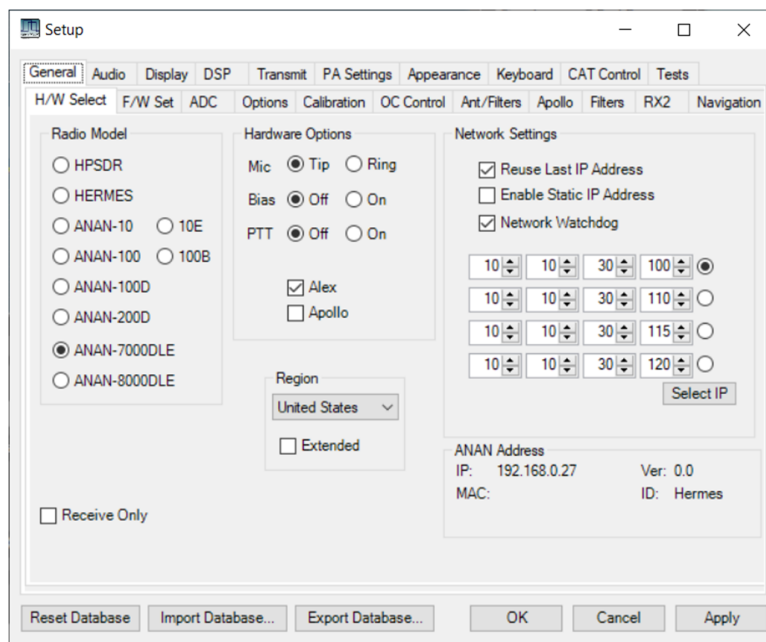 Setup
General Audio Display DSP Transmit PA Settings Appearance Keyboard CAT Control Tests
H/W Select F/W Set ADC Options Calibration OC Control Ant/Filters Apollo Filters RX2 Navigation
Radio Model
HPSDR
HERMES
ANAN-10 10E
ANAN-100 100B
ANAN-100D
ANAN-200D
ANAN-7000DLE
ANAN-8000DLE
Receive Only
Hardware Options
Mic Tip Ring
Bias Off On
PTT Off On
Alex
Apollo
Region
United States
Extended
Network Settings
Reuse Last IP Address
Enable Static IP Address
Network Watchdog
10 10 30 100
10 10 30 110
10 10 30 115
10 10 30 120
Select IP
ANAN Address
IP: 192.168.0.27 Ver: 0.0
MAC: ID: Hermes
Reset Database Import Database... Export Database... OK Cancel Apply